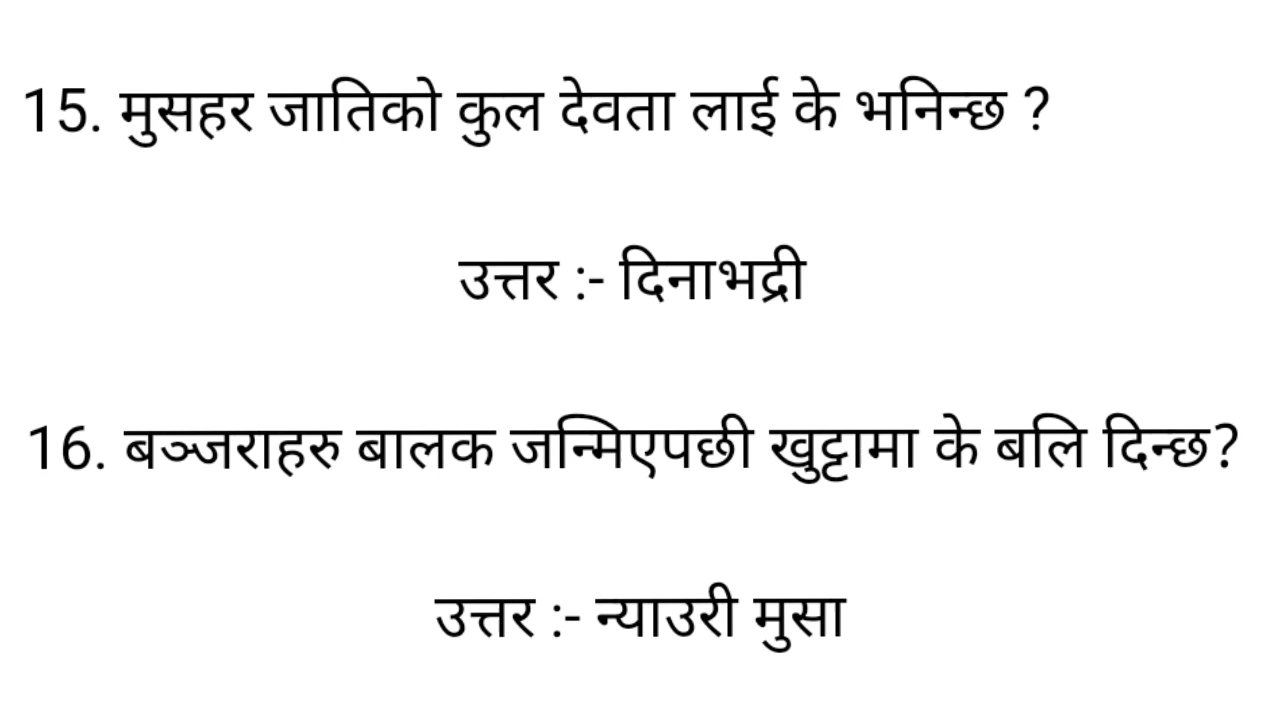 15. मुसहर जातिको कुल देवता लाई के भनिन्छ ?
उत्तर :- दिनाभद्री
16. बञ्जराहरु बालक जन्मिएपछी खुट्टामा के बलि दिन्छ?
उत्तर :- न्याउरी मुसा